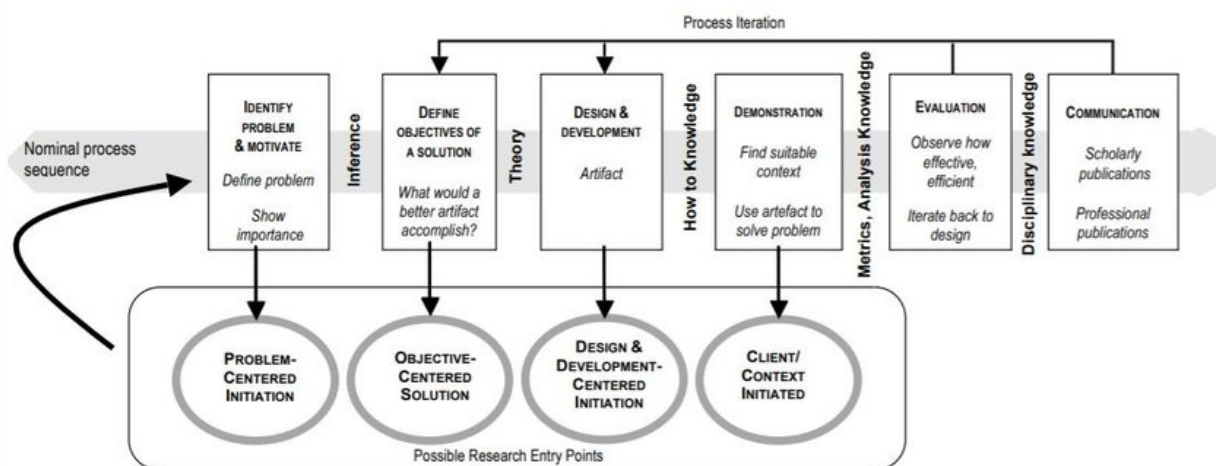 Process Iteration
Nominal process
sequence
IDENTIFY
PROBLEM
& MOTIVATE
Define problem
Show
importance
Inference
DEFINE
OBJECTIVES OF
A SOLUTION
What would a
better artifact
accomplish?
Theory
DESIGN &
DEVELOPMENT
Artifact
How to Knowledge
DEMONSTRATION
Find suitable
context
Use artefact to
solve problem
Metrics, Analysis Knowledge
EVALUATION
Observe how
effective,
efficient
Iterate back to
design
Disciplinary knowledge
COMMUNICATION
Scholarly
publications
Professional
publications
PROBLEM-
CENTERED
INITIATION
OBJECTIVE-
CENTERED
SOLUTION
DESIGN &
DEVELOPMENT-
CENTERED
INITIATION
CLIENT/
CONTEXT
INITIATED
Possible Research Entry Points